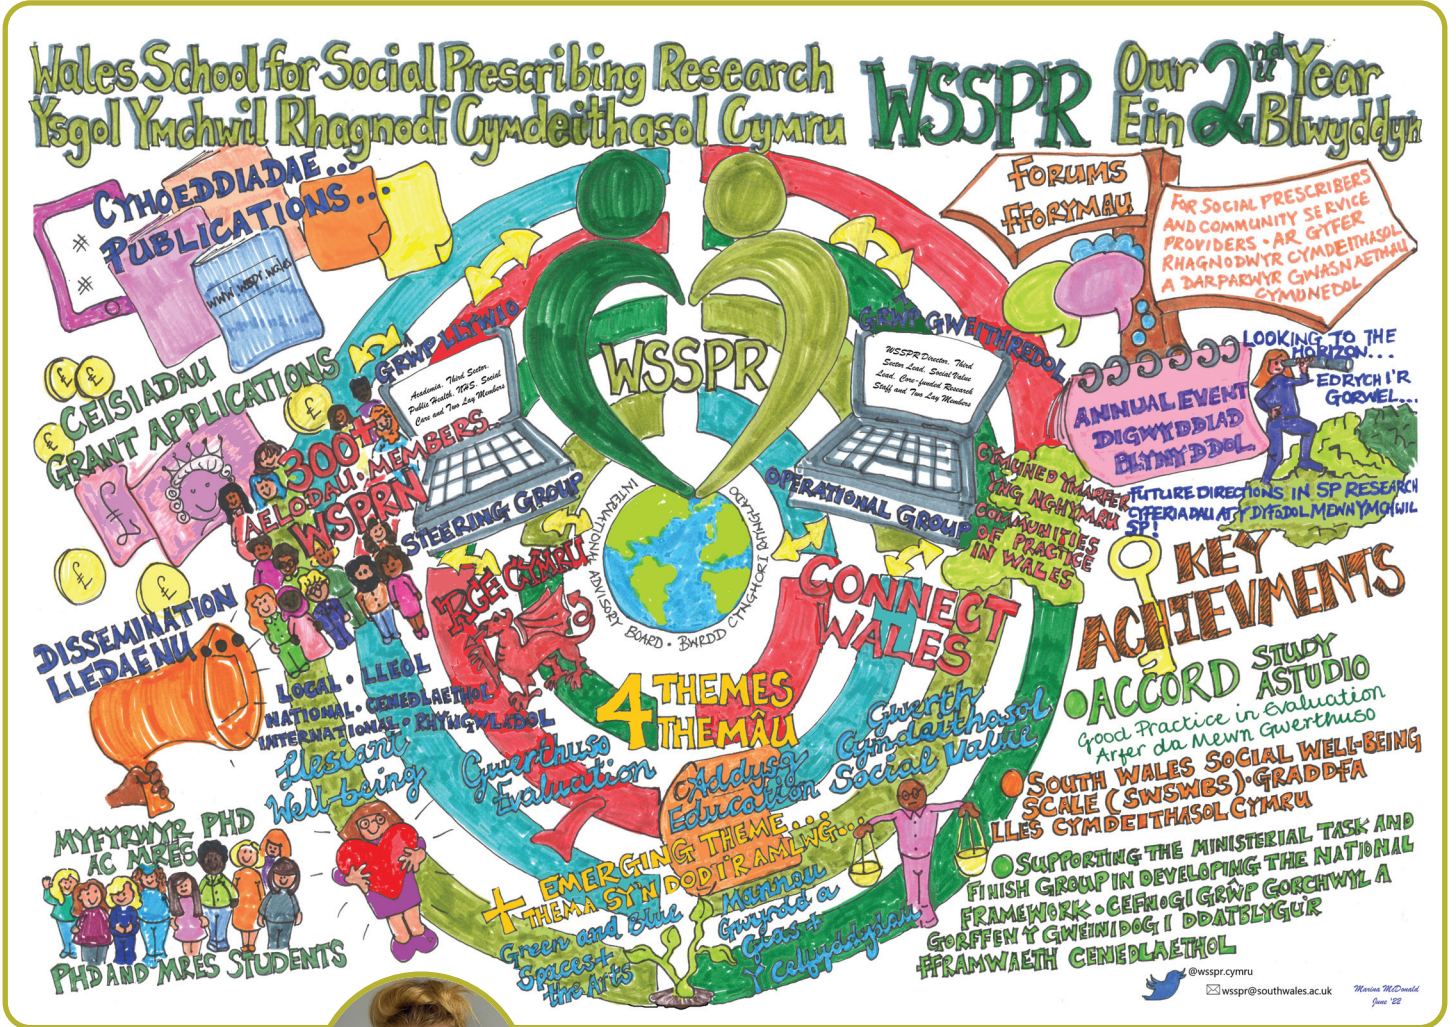 Wales School for Social Prescribing Research
Ysgol Ymchwil Rhagnodi Cymdeithasol Cymru
WSSPR
Our 2nd Year
Ein 2il Blwyddyn
CYHOEDDIADAE...
PUBLICATIONS...
www.wsspr.wales
CEISIADAU
GRANT APPLICATIONS
300+
AELODAU · MEMBERS
WSPRN
GRWP LLYWIO
Academia, Third Sector,
Public Health, NHS, Social
Care and Two Lay Members
STEERING GROUP
WSSPR
GRWP GWEITHREDOL
WSSPR Director, Third
Sector Lead, Social Value
Lead, Core-funded Research
Staff and Two Lay Members
OPERATIONAL GROUP
INTERNATIONAL ADVISORY BOARD · BWRDD CYNGHORI RHYNGLADO
FORUMS
FFORYMAU
FOR SOCIAL PRESCRIBERS
AND COMMUNITY SERVICE
PROVIDERS · AR GYFER
RHAGNODWYR CYMDEITHASOL
A DARPARWYR GWASNAETHAU
CYMUNEDOL
ANNUAL EVENT
DIGWYDDIAD
BLYNYDDOL
LOOKING TO THE
HORIZON...
EDRYCH I'R
GORWEL...
FUTURE DIRECTIONS IN SP RESEARCH
CYFERIADAU AT Y DYFODOL MEWN YMCHWIL
SP!
CYMUNED YMARFER
YNG NGHYMRU
COMMUNITIES
OF PRACTICE
IN WALES
DISSEMINATION
LLEDAENU...
LOCAL · LLEOL
NATIONAL · CENEDLAETHOL
INTERNATIONAL · RHYNGWLADOL
RCE CYMRU
CONNECT
WALES
4 THEMES
THEMÂU
Llesiant
Well-being
Gwerthuso
Evaluation
Addysg
Education
Gwerth
Cymdaithasol
Social Value
+ EMERGING THEME...
THEMA SY'N DOD I'R AMLWG...
Green and Blue
Spaces +
the Arts
Mannau
Gwyrdd a
Glas +
Y Celfyddydau
MYFYRWYR PHD
AC MRES
PHD AND MRES STUDENTS
KEY
ACHIEVMENTS
ACCORD STUDY
ASTUDIO
Good Practice in Evaluation
Arfer da Mewn Gwerthuso
SOUTH WALES SOCIAL WELL-BEING
SCALE (SWSWBS) · GRADDFA
LLES CYMDEITHASOL CYMRU
SUPPORTING THE MINISTERIAL TASK AND
FINISH GROUP IN DEVELOPING THE NATIONAL
FRAMEWORK · CEFNOGI GRWP GORCHWYL A
GORFFEN Y GWEINIDOG I DDATBLYGU'R
FFRAMWAETH CENEDLAETHOL
@wsspr.cymru
wsspr@southwales.ac.uk
Marina McDonald
June '22